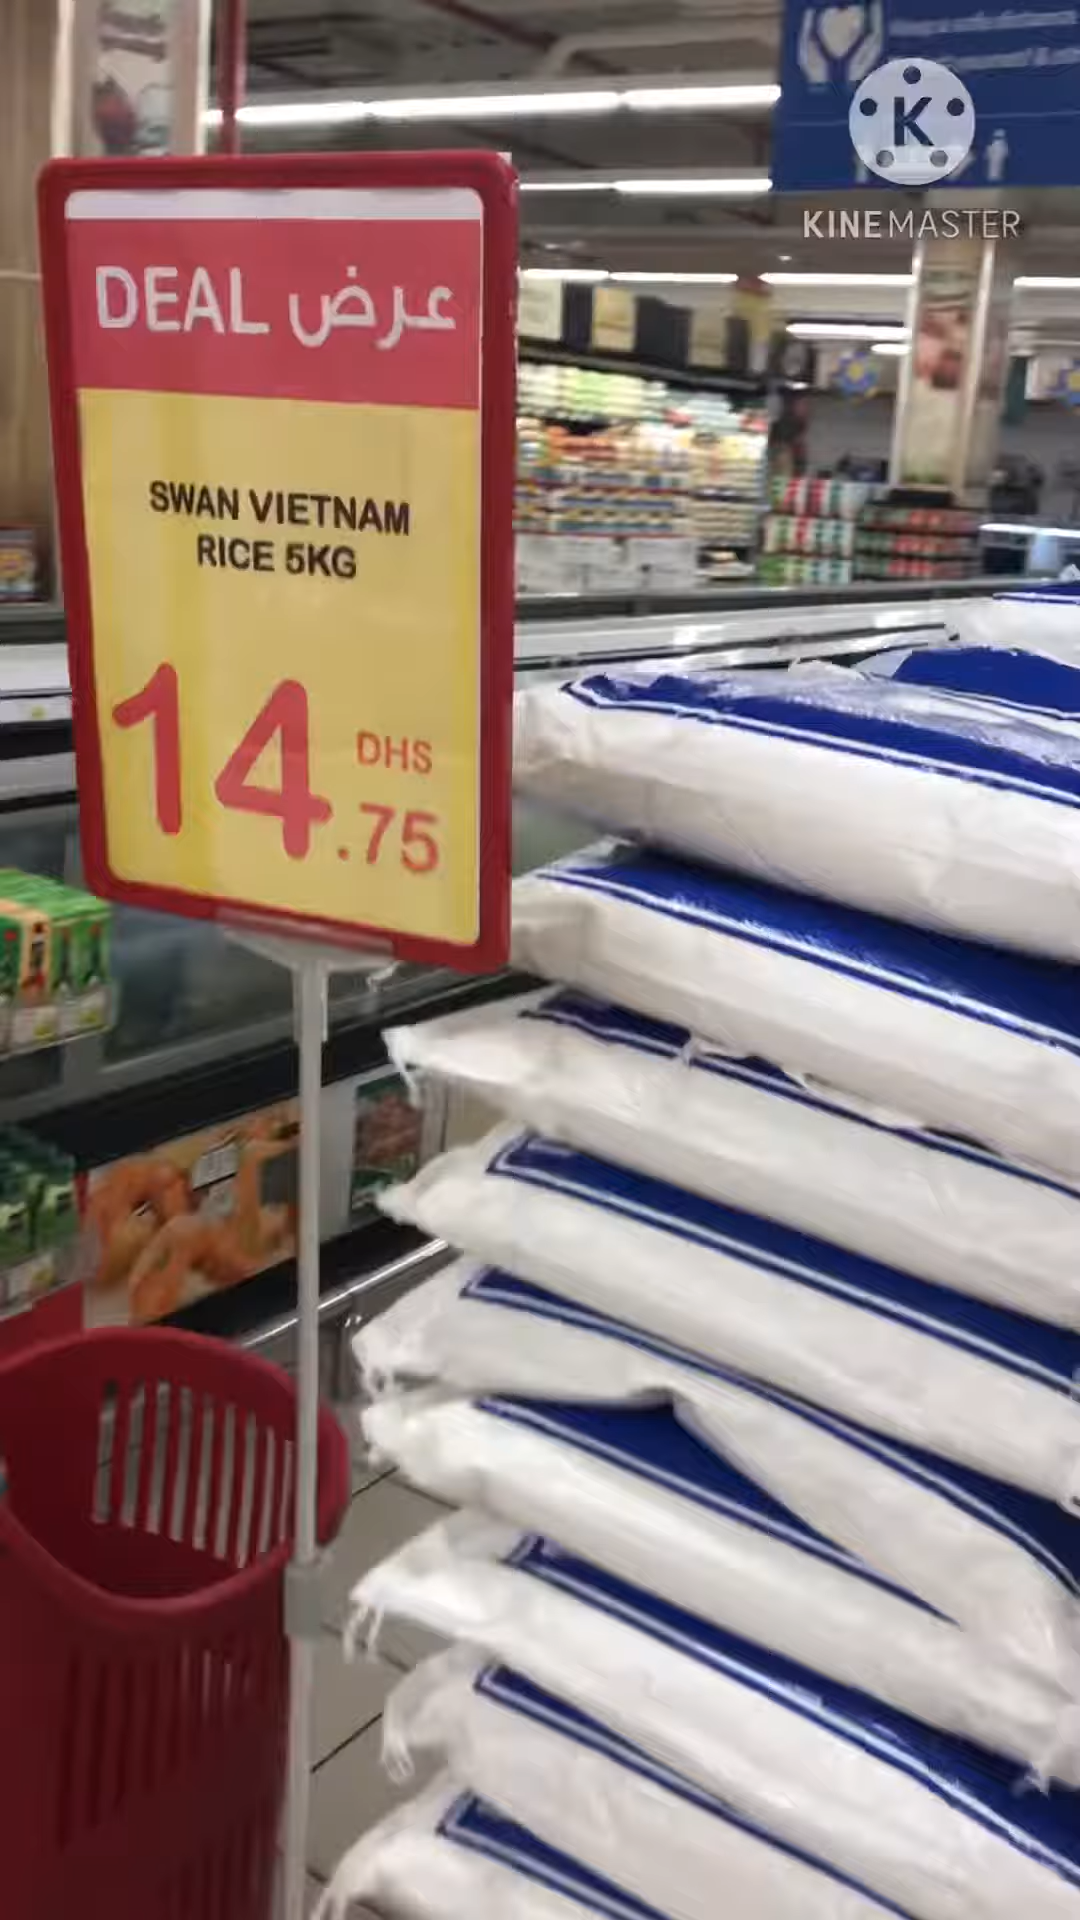 KINEMASTER
DEAL عرض
SWAN VIETNAM
RICE 5KG
14.75 DHS